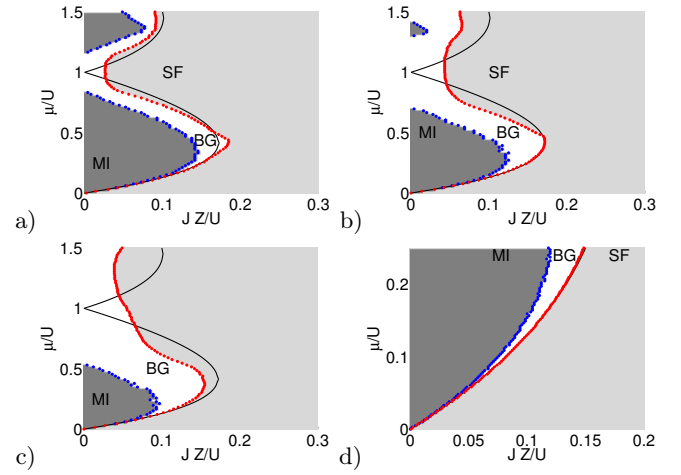 1.5
1
0.5
0
μ/U
SF
BG
MI
0 0.1 0.2 0.3
J Z/U
a)
1.5
1
0.5
0
μ/U
SF
BG
MI
0 0.1 0.2 0.3
J Z/U
b)
1.5
1
0.5
0
μ/U
BG
MI
0 0.1 0.2 0.3
J Z/U
c)
MI BG SF
0.2
0.1
0
μ/U
0 0.05 0.1 0.15 0.2
J Z/U
d)